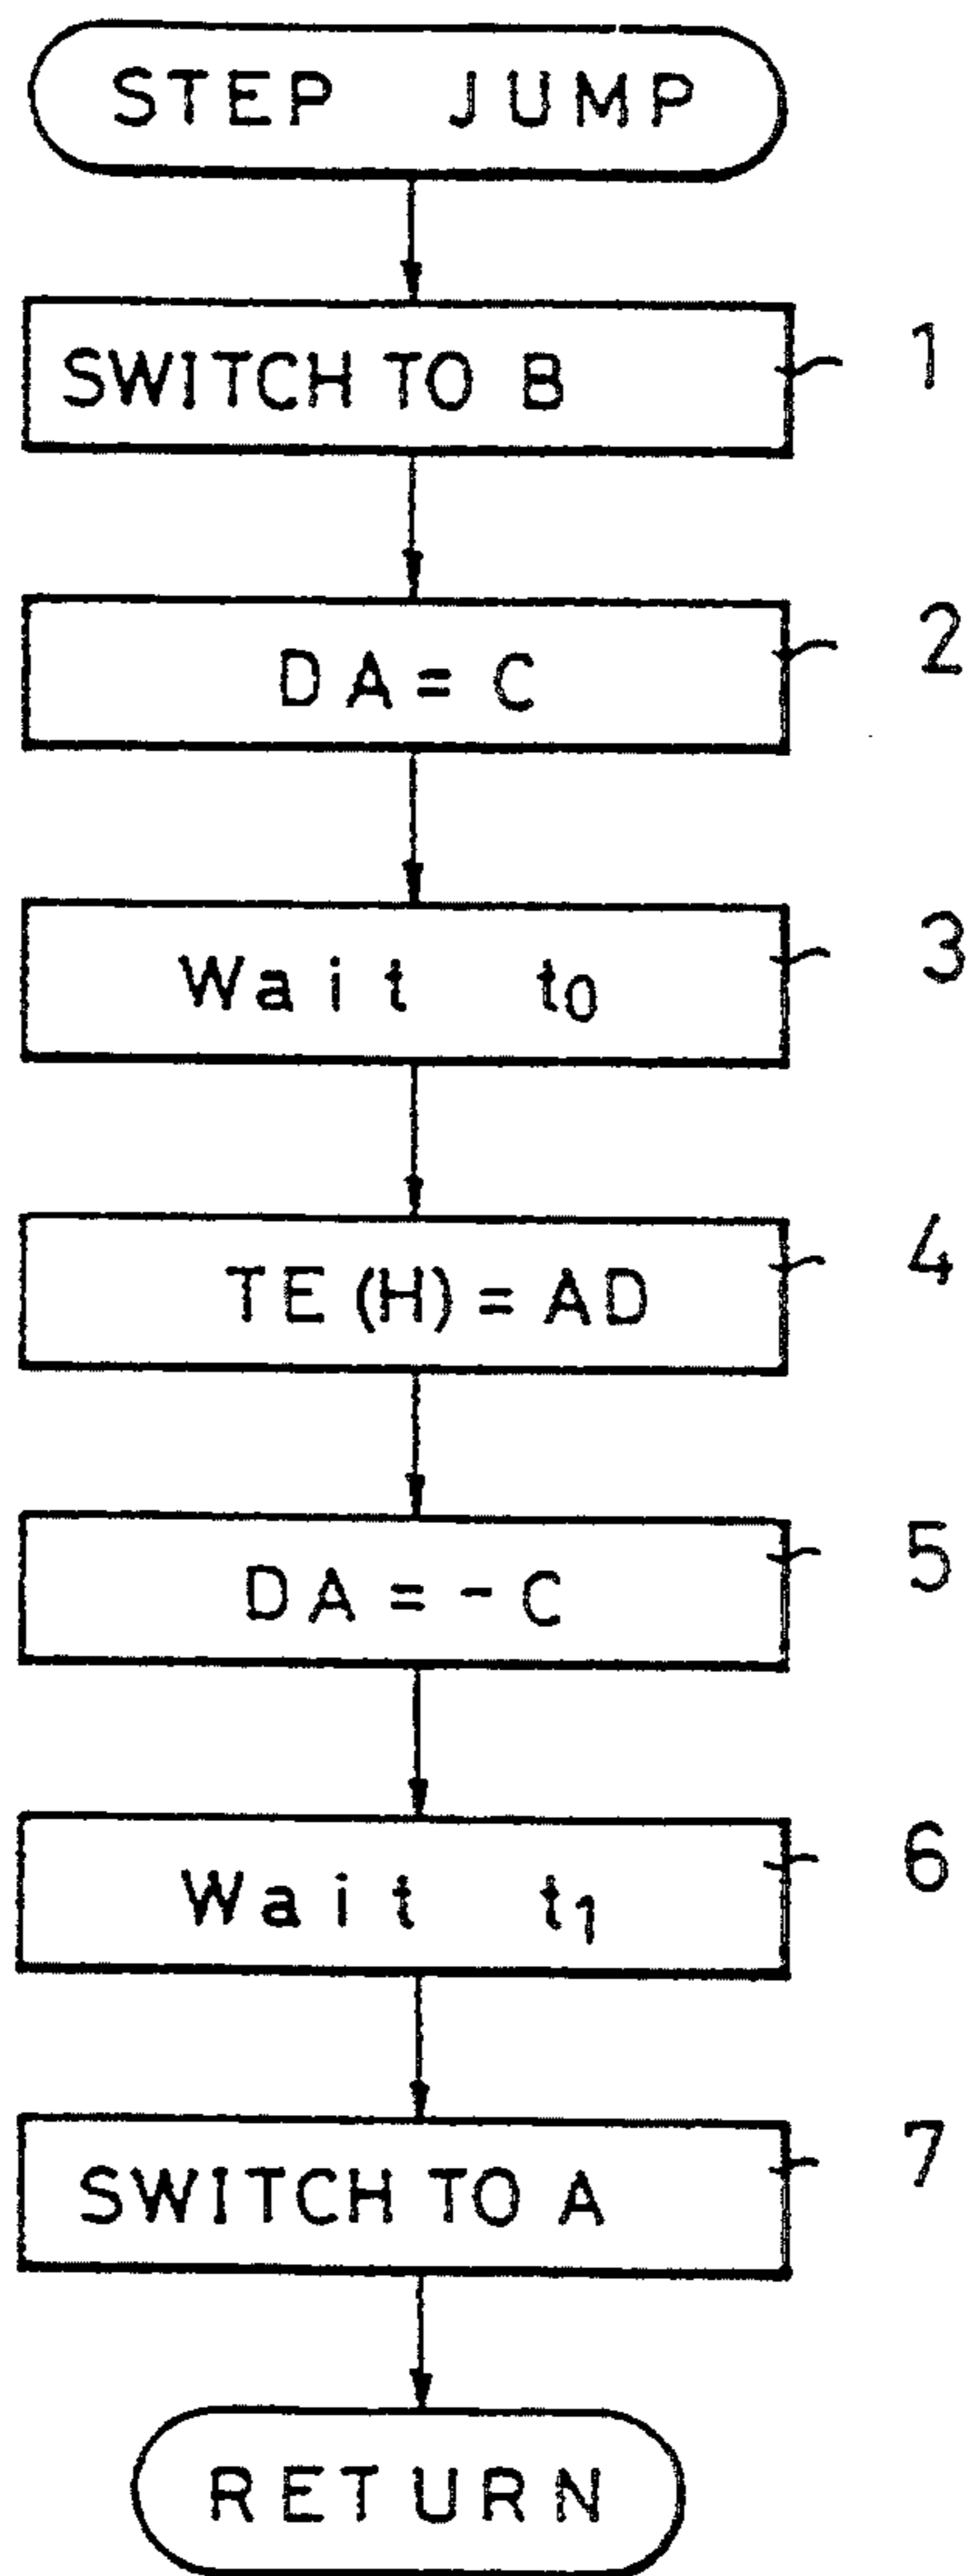 STEP JUMP
SWITCH TO B 1
DA = C 2
Wait t₀ 3
TE (H) = AD 4
DA = -C 5
Wait t₁ 6
SWITCH TO A 7
RETURN